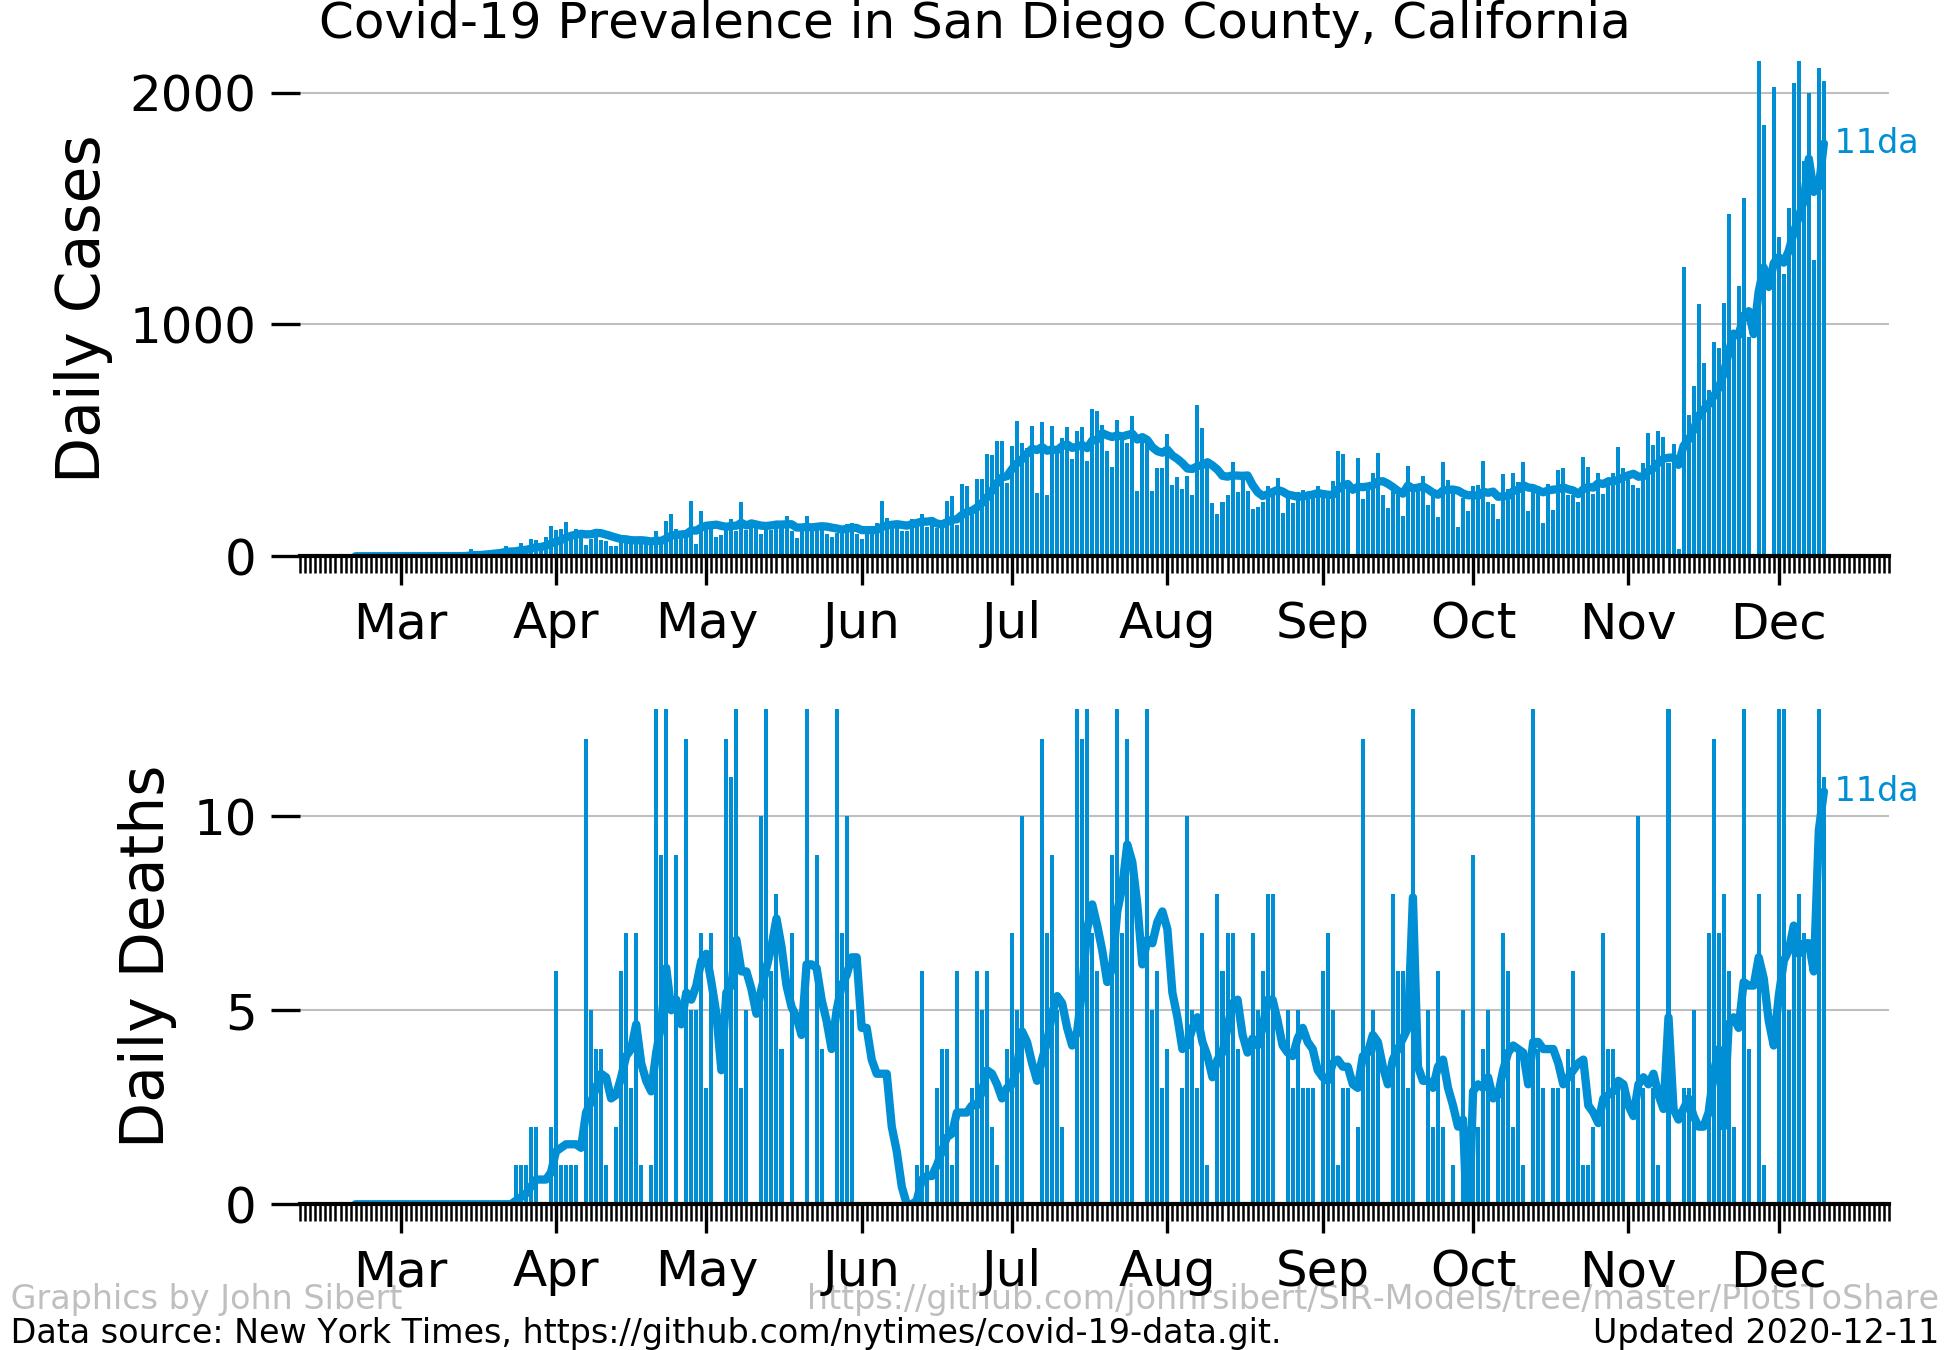 Covid-19 Prevalence in San Diego County, California
Daily Cases
2000
1000
0
11da
Mar Apr May Jun Jul Aug Sep Oct Nov Dec
Daily Deaths
10
5
0
11da
Mar Apr May Jun Jul Aug Sep Oct Nov Dec
Graphics by John Sibert https://github.com/johnrsibert/SIR-Models/tree/master/PlotsToShare
Data source: New York Times, https://github.com/nytimes/covid-19-data.git. Updated 2020-12-11